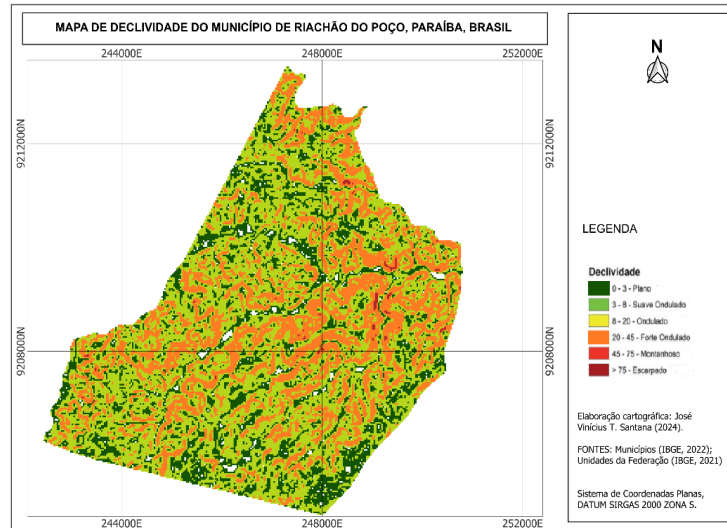 MAPA DE DECLIVIDADE DO MUNICÍPIO DE RIACHÃO DO POÇO, PARAÍBA, BRASIL
244000E 248000E 252000E
9212000N 9212000N
9208000N 9208000N
244000E 248000E 252000E
N
LEGENDA
Declividade
0 - 3 - Plano
3 - 8 - Suave Ondulado
8 - 20 - Ondulado
20 - 45 - Forte Ondulado
45 - 75 - Montanhoso
> 75 - Escarpado
Elaboração cartográfica: José
Vinícius T. Santana (2024).
FONTES: Municípios (IBGE, 2022);
Unidades da Federação (IBGE, 2021)
Sistema de Coordenadas Planas,
DATUM SIRGAS 2000 ZONA S.